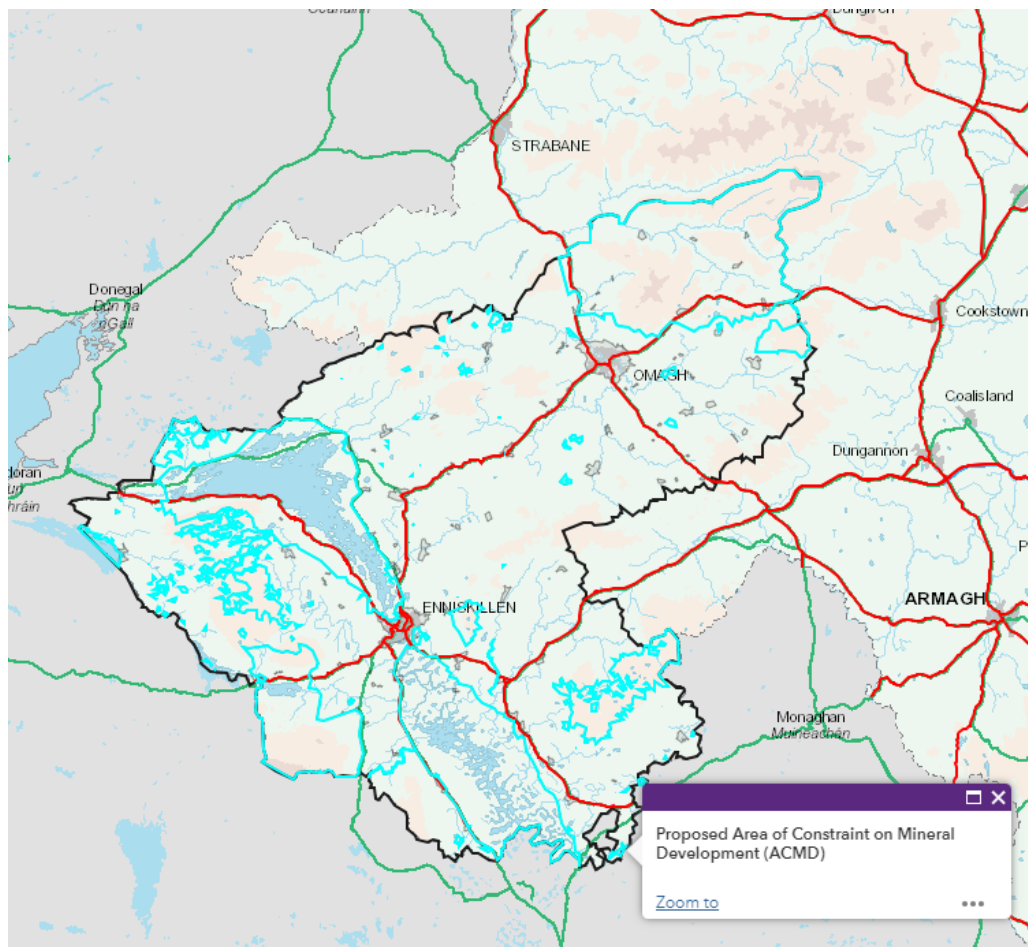 STRABANE
Donegal
Dún na
nGall
Cookstown
OMAGH
Coalisland
Dungannon
doran
ENNISKILLEN
ARMAGH
P
Monaghan
Muineachán
Proposed Area of Constraint on Mineral
Development (ACMD)
Zoom to